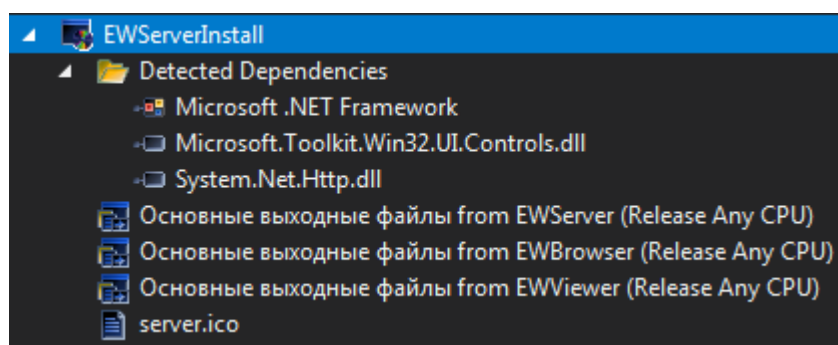 EWServerInstall
Detected Dependencies
Microsoft .NET Framework
Microsoft.Toolkit.Win32.UI.Controls.dll
System.Net.Http.dll
Основные выходные файлы from EWServer (Release Any CPU)
Основные выходные файлы from EWBrowser (Release Any CPU)
Основные выходные файлы from EWViewer (Release Any CPU)
server.ico